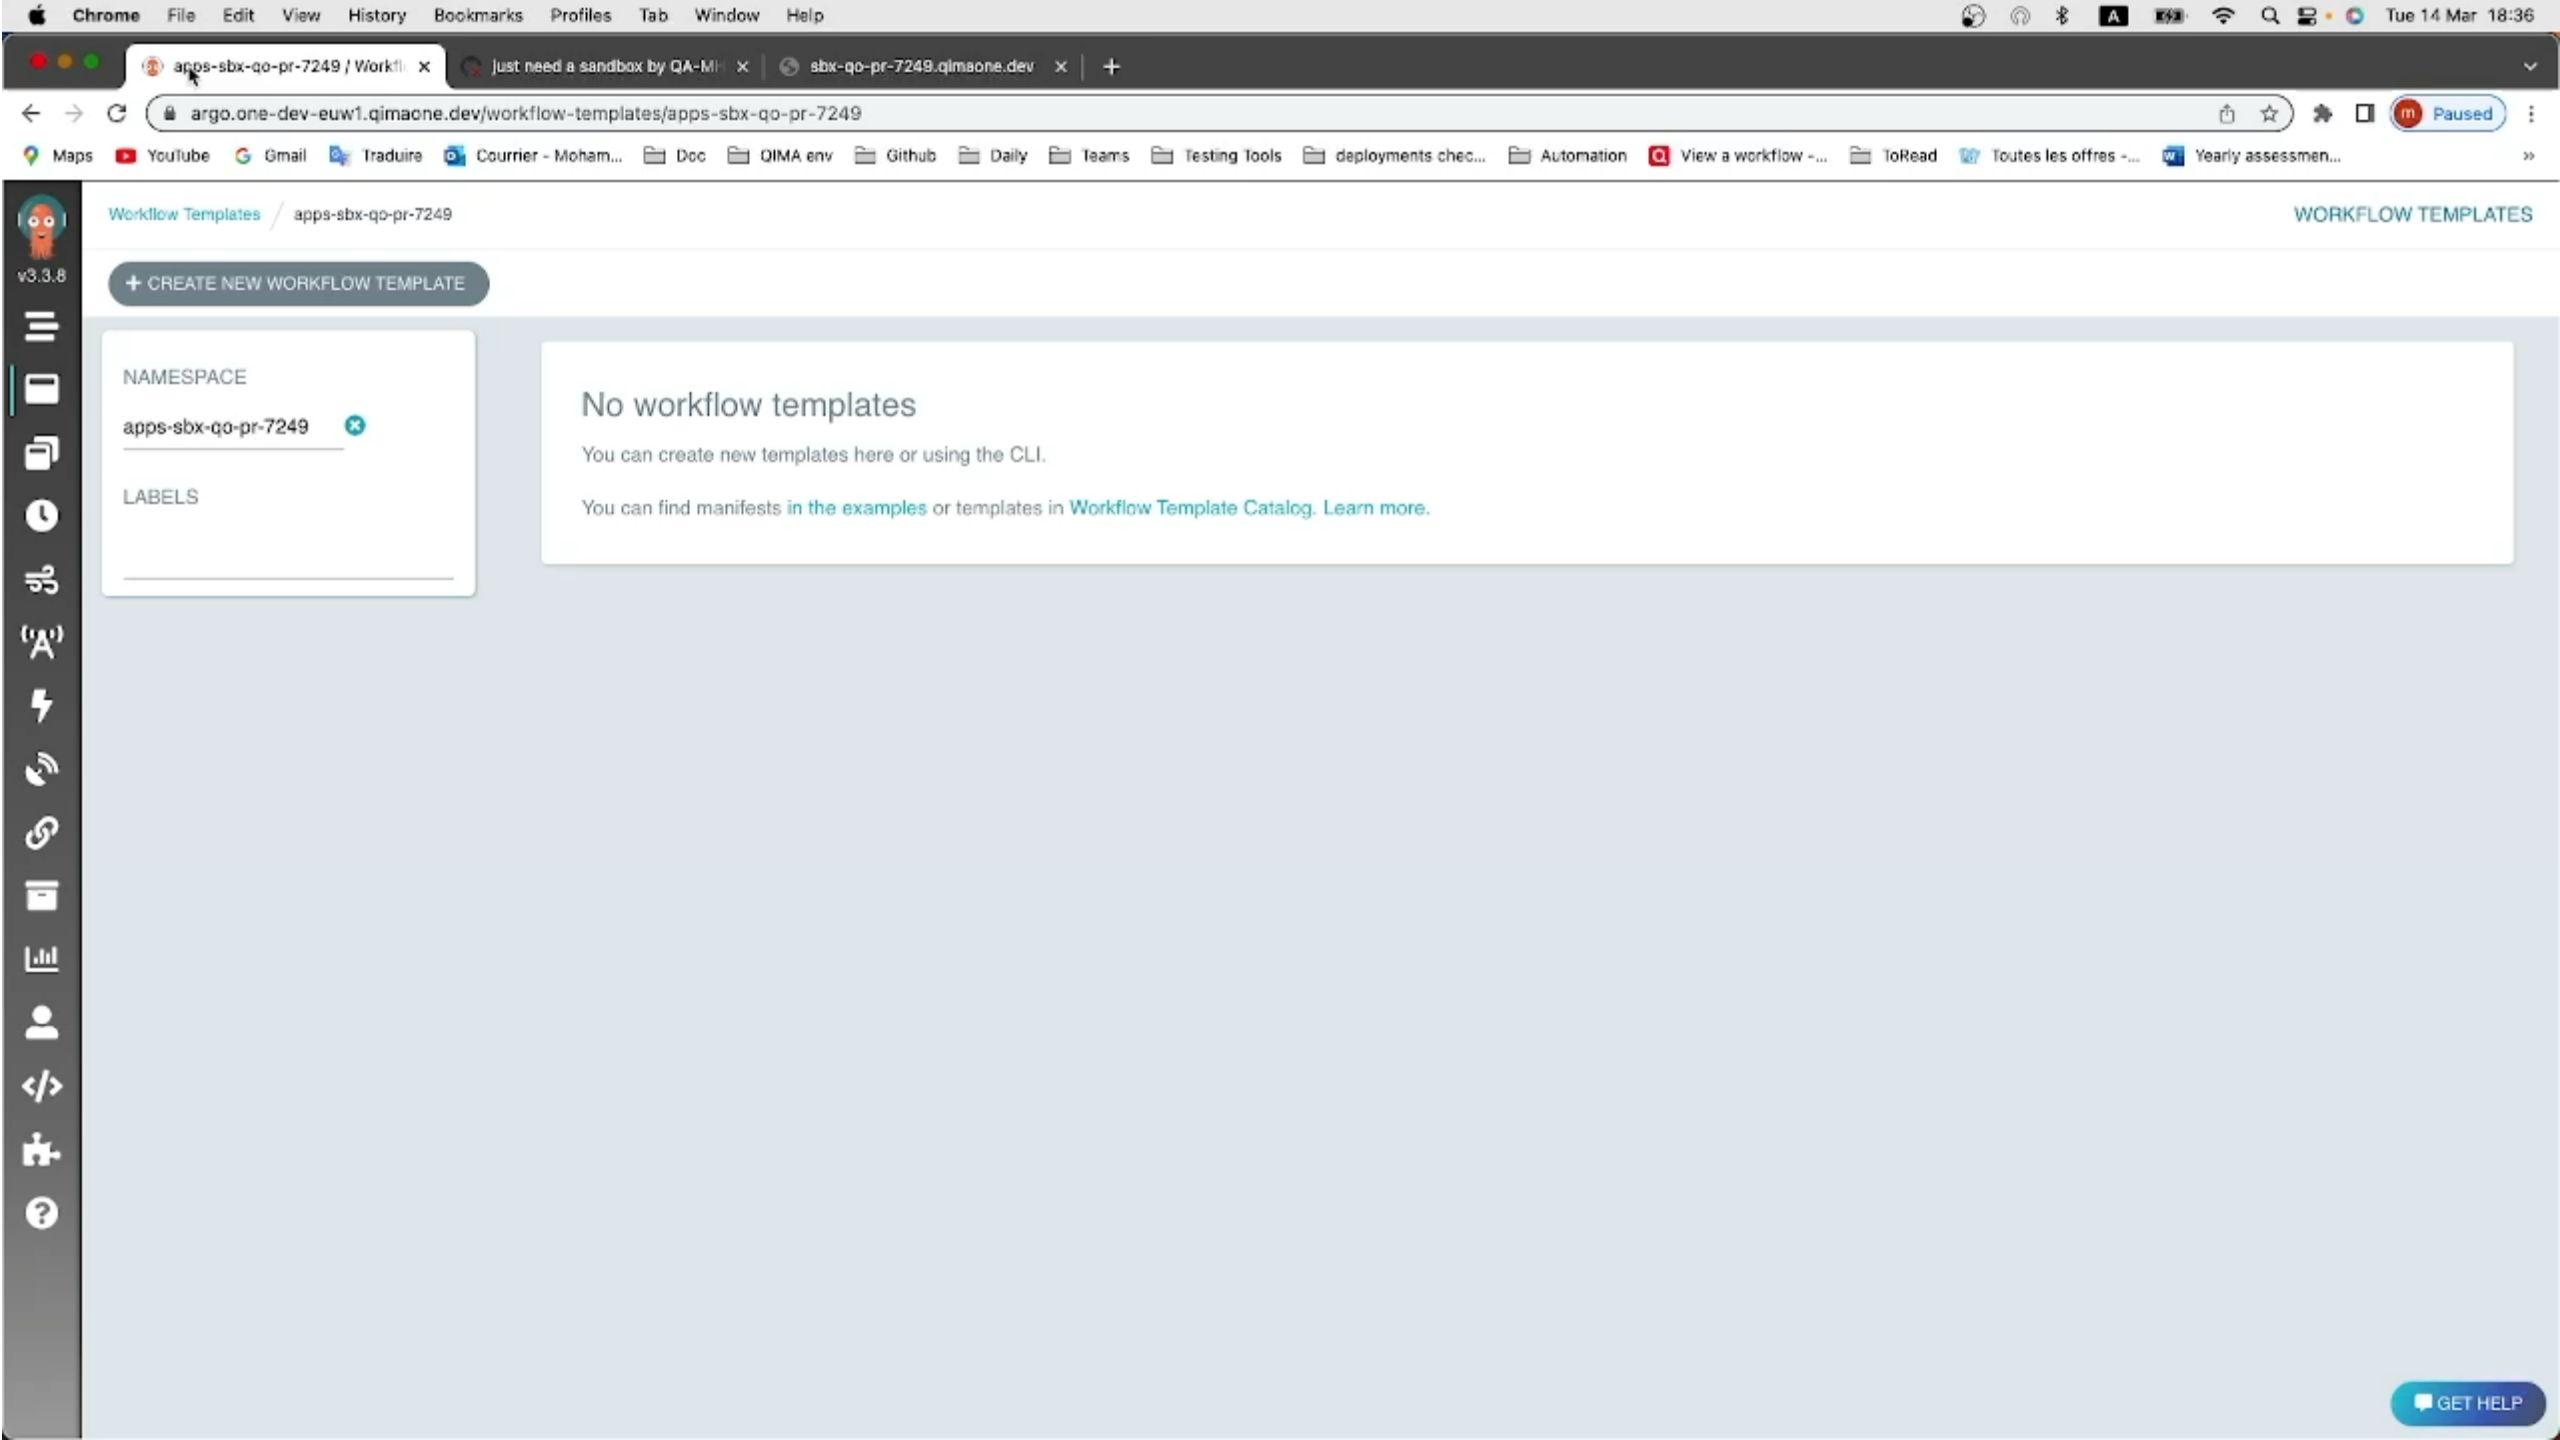 Chrome File Edit View History Bookmarks Profiles Tab Window Help A Tue 14 Mar 18:36
apps-sbx-qo-pr-7249 / Workfl just need a sandbox by QA-MH sbx-qo-pr-7249.qimaone.dev
argo.one-dev-euw1.qimaone.dev/workflow-templates/apps-sbx-qo-pr-7249 m Paused
Maps YouTube Gmail Traduire Courrier - Moham... Doc QIMA env Github Daily Teams Testing Tools deployments chec... Automation View a workflow -... ToRead Toutes les offres -... Yearly assessmen... »
Workflow Templates / apps-sbx-qo-pr-7249 WORKFLOW TEMPLATES
v3.3.8
+ CREATE NEW WORKFLOW TEMPLATE
NAMESPACE
apps-sbx-qo-pr-7249
LABELS
No workflow templates
You can create new templates here or using the CLI.
You can find manifests in the examples or templates in Workflow Template Catalog. Learn more.
GET HELP